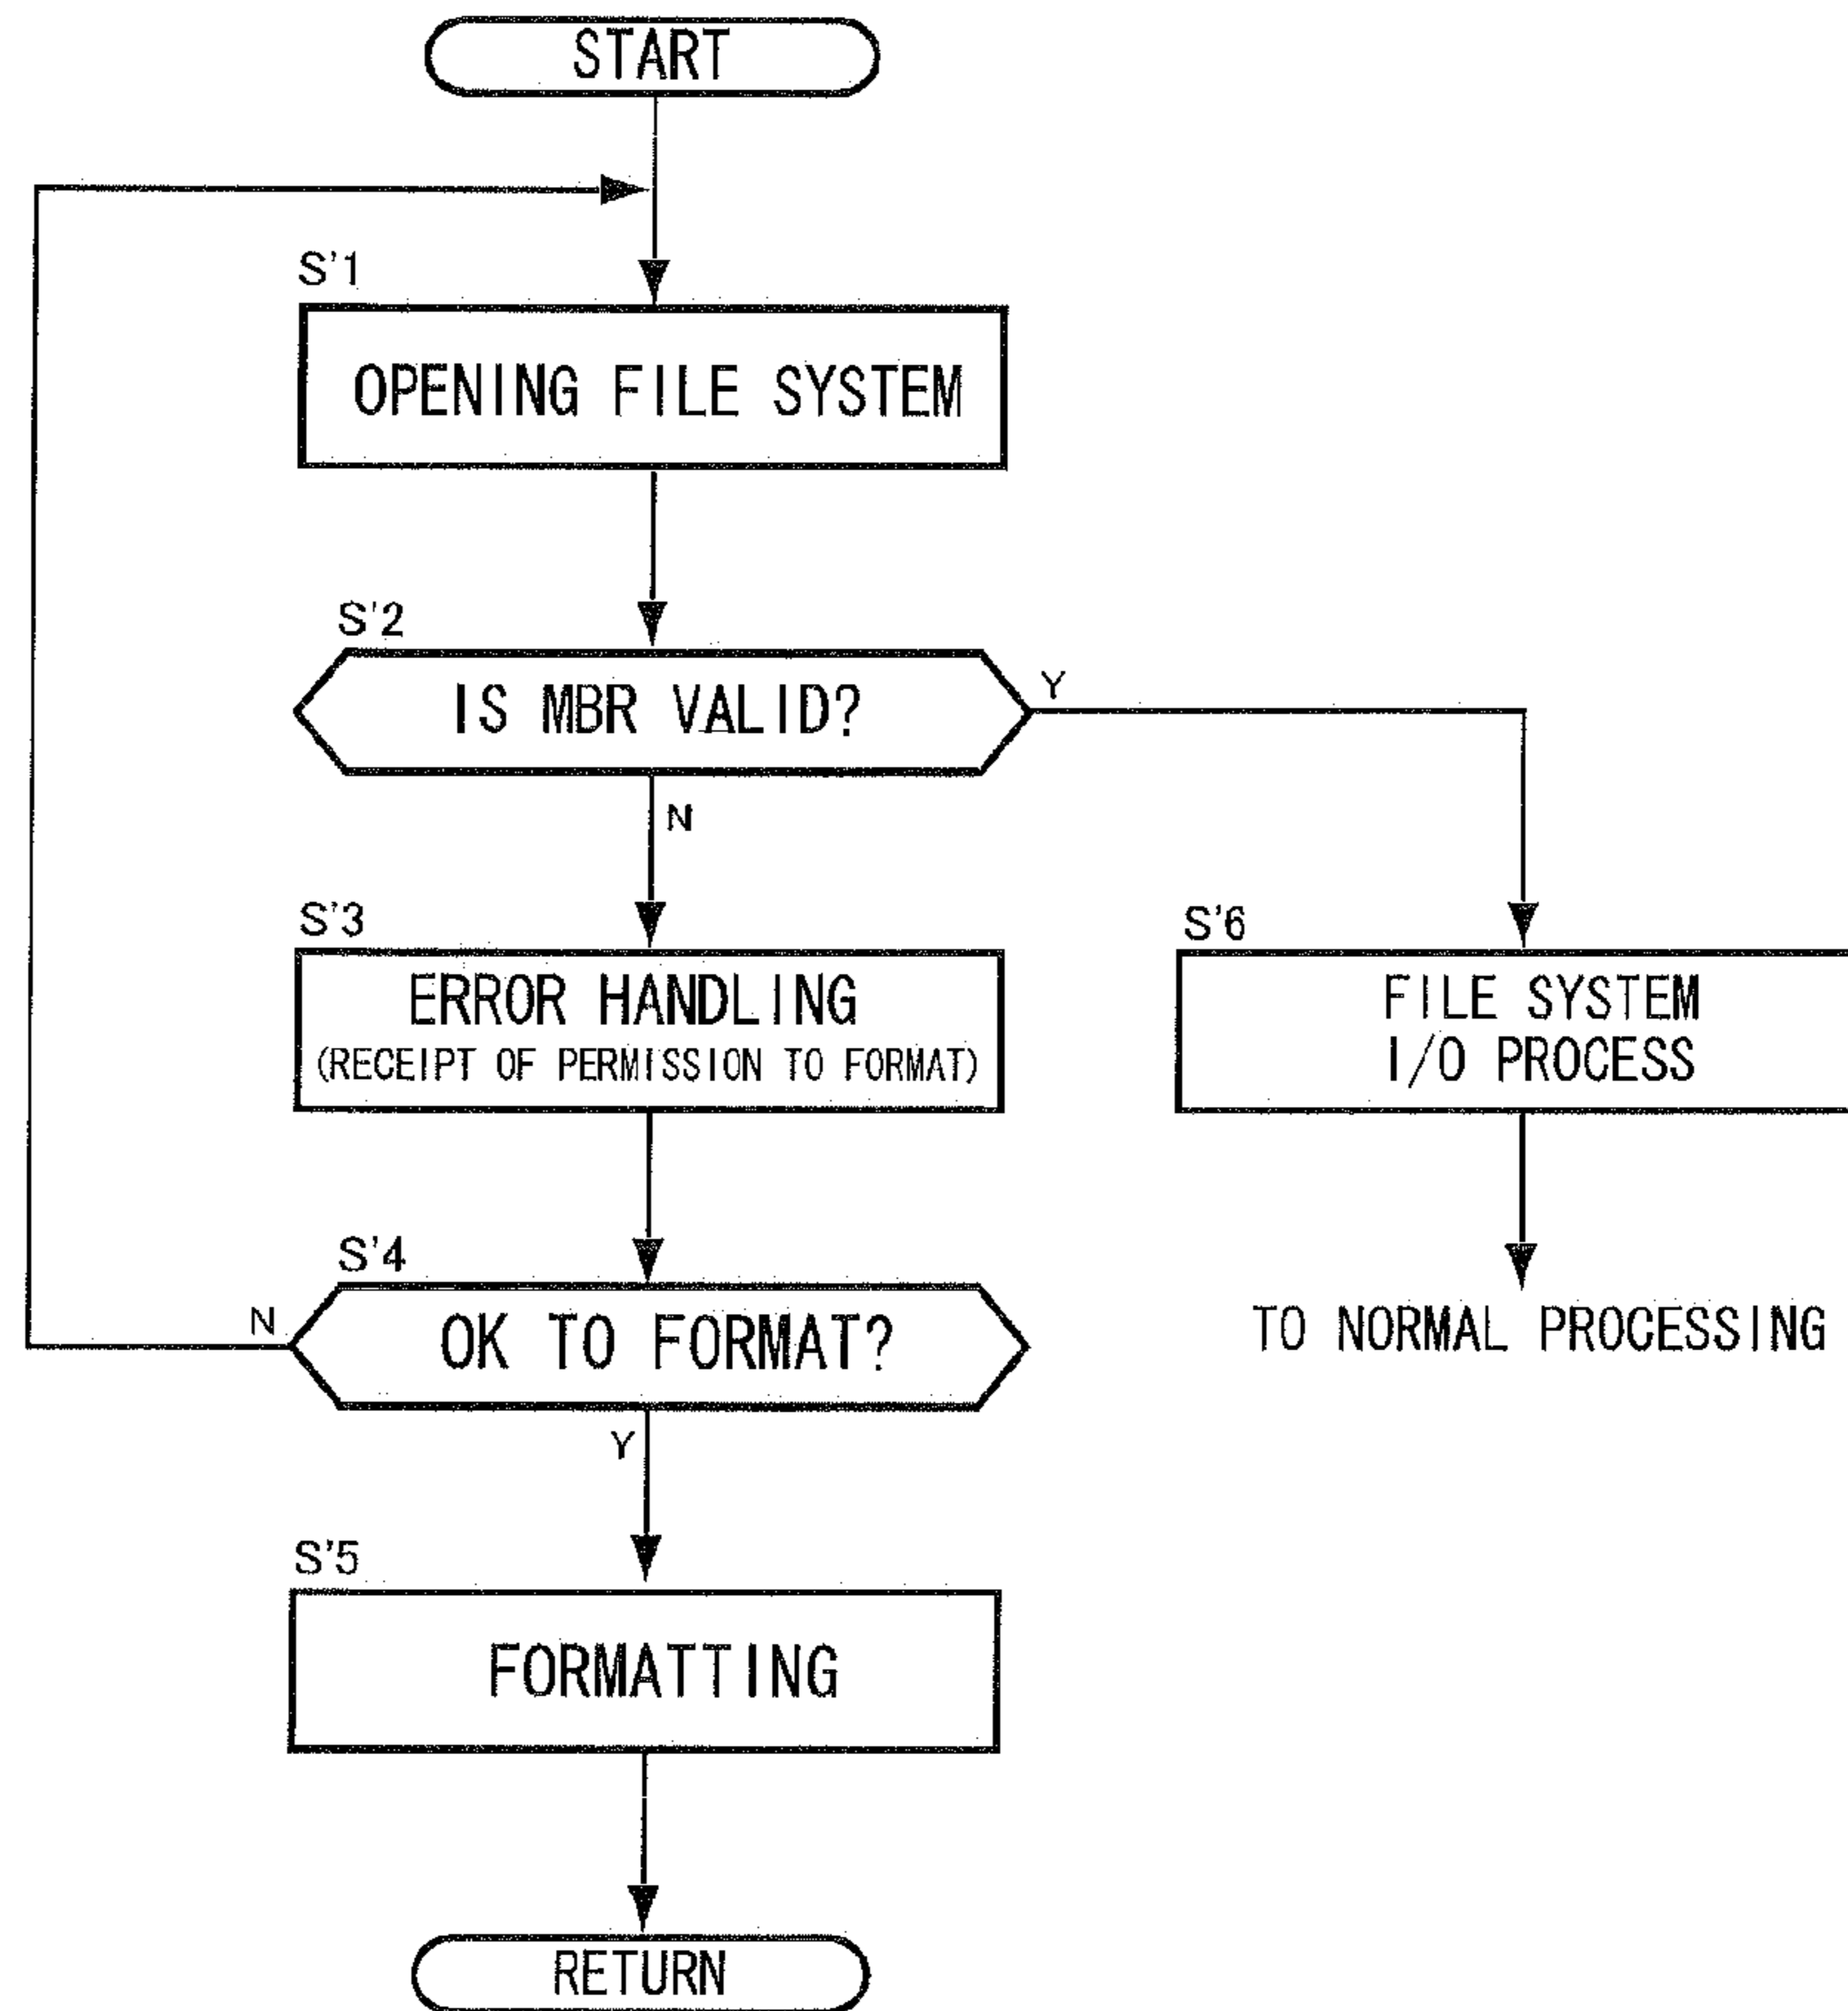 START
S'1
OPENING FILE SYSTEM
S'2
IS MBR VALID?
Y
N
S'3
ERROR HANDLING
(RECEIPT OF PERMISSION TO FORMAT)
S'6
FILE SYSTEM
I/O PROCESS
S'4
N
OK TO FORMAT?
TO NORMAL PROCESSING
Y
S'5
FORMATTING
RETURN